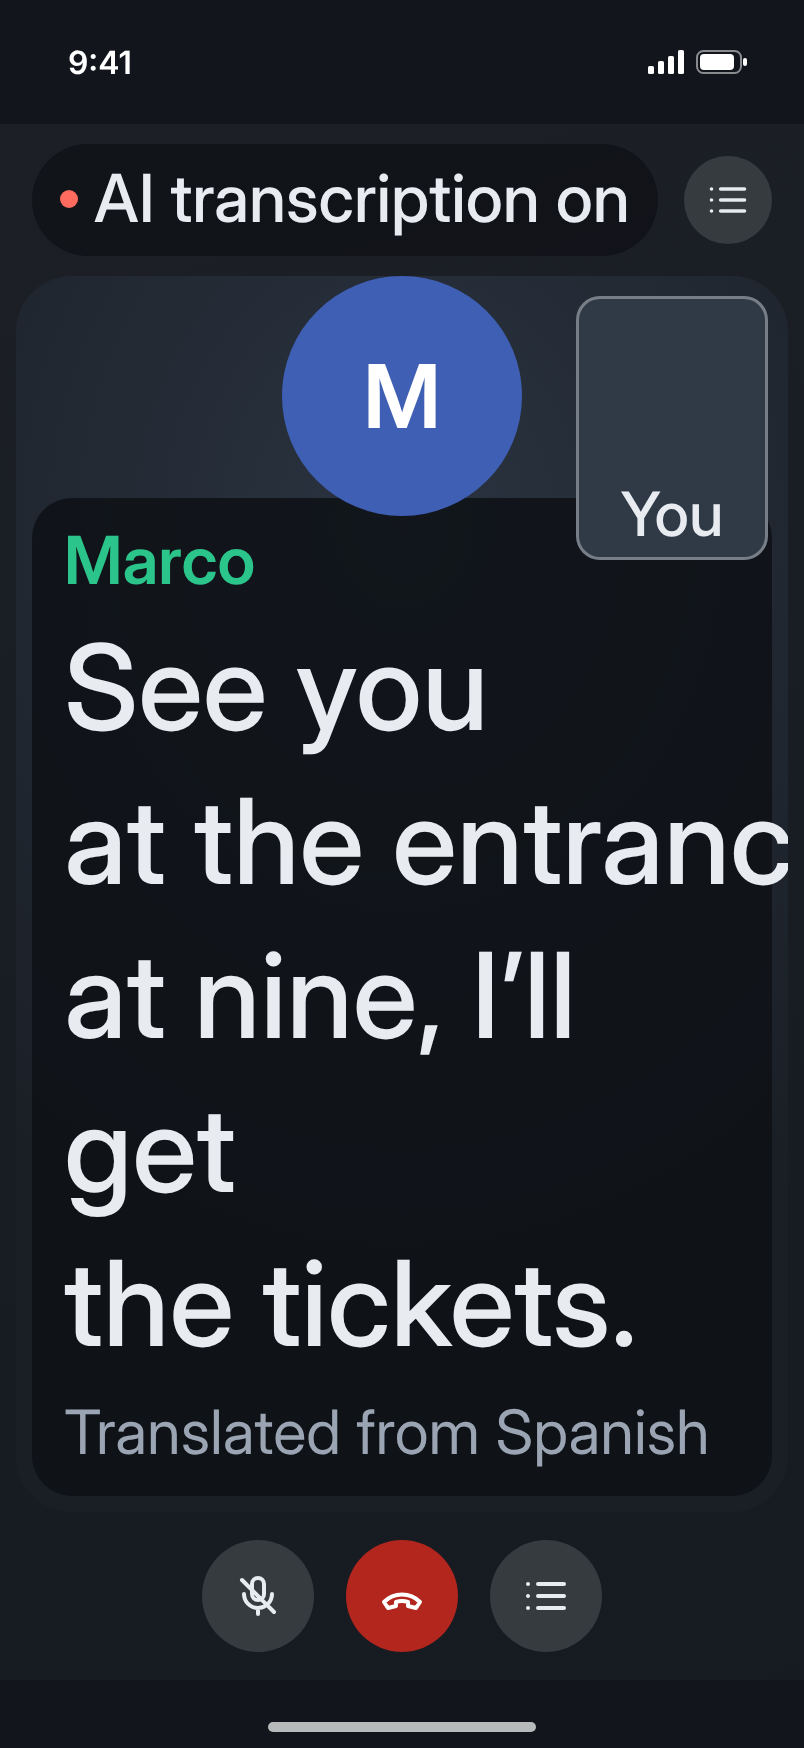 9:41
AI transcription on
M
You
Marco
See you
at the entranc
at nine, I’ll
get
the tickets.
Translated from Spanish